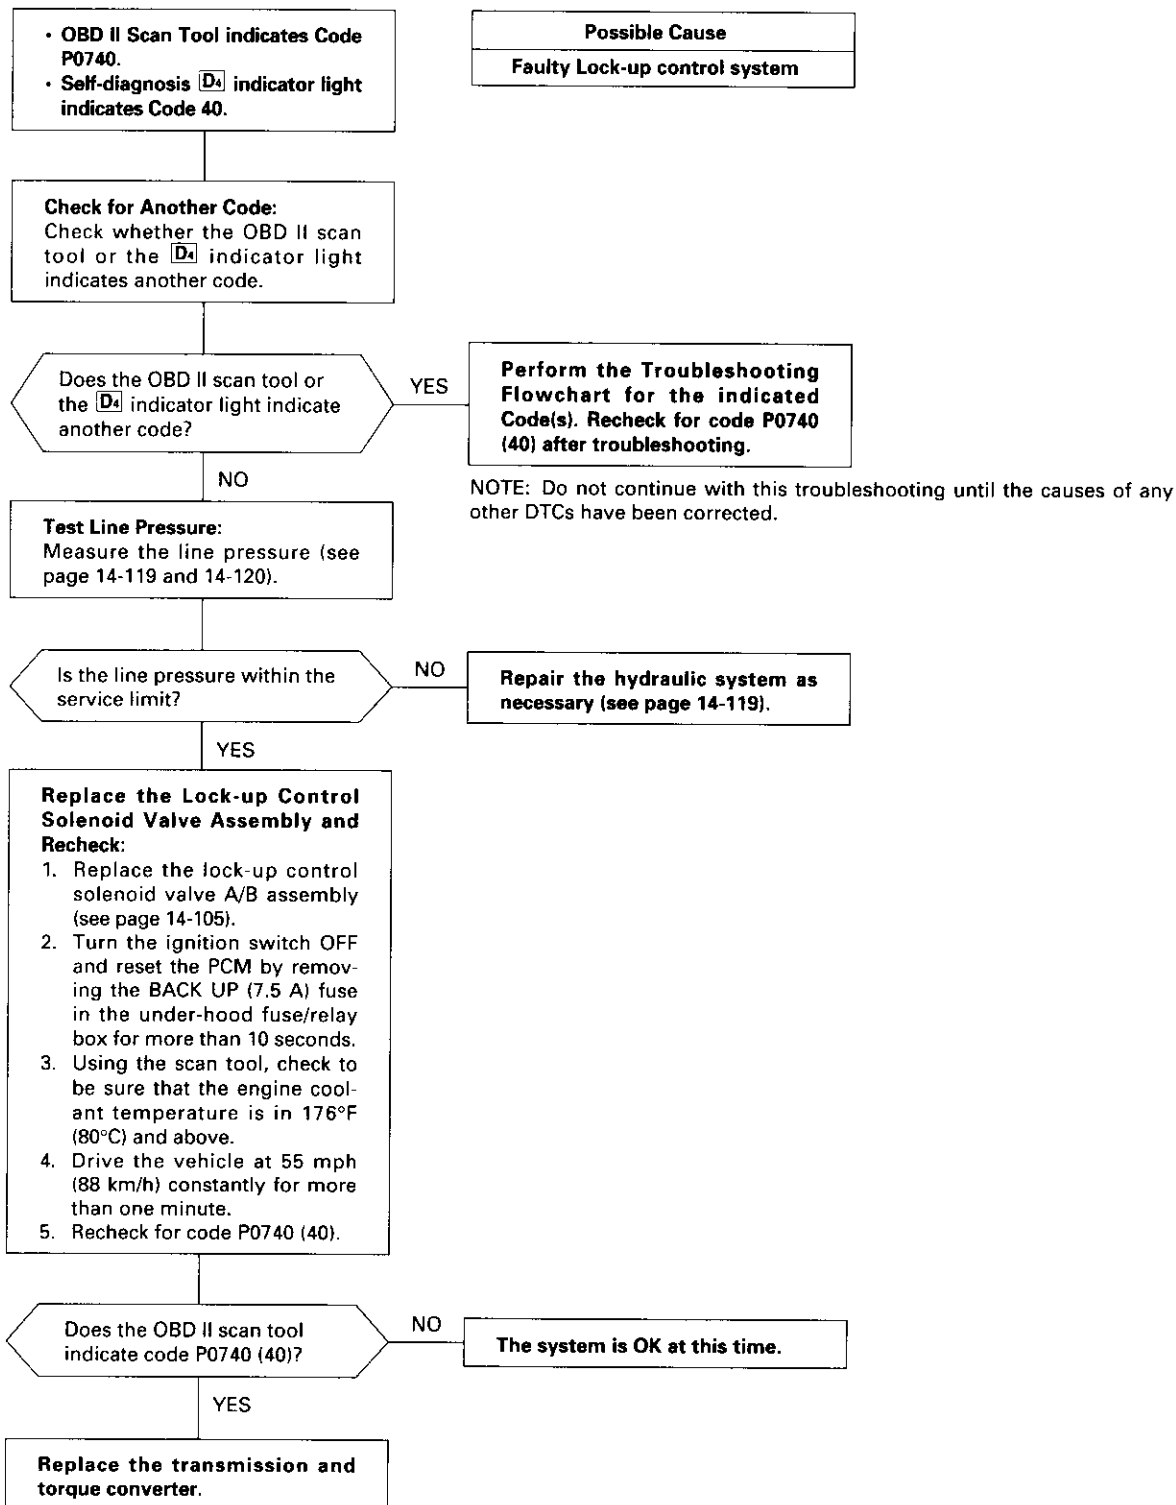 • OBD II Scan Tool indicates Code
P0740.
• Self-diagnosis D4 indicator light
indicates Code 40.
Possible Cause
Faulty Lock-up control system
Check for Another Code:
Check whether the OBD II scan
tool or the D4 indicator light
indicates another code.
Does the OBD II scan tool or
the D4 indicator light indicate
another code?
YES
Perform the Troubleshooting
Flowchart for the indicated
Code(s). Recheck for code P0740
(40) after troubleshooting.
NO
NOTE: Do not continue with this troubleshooting until the causes of any
other DTCs have been corrected.
Test Line Pressure:
Measure the line pressure (see
page 14-119 and 14-120).
Is the line pressure within the
service limit?
NO
Repair the hydraulic system as
necessary (see page 14-119).
YES
Replace the Lock-up Control
Solenoid Valve Assembly and
Recheck:
1. Replace the lock-up control
solenoid valve A/B assembly
(see page 14-105).
2. Turn the ignition switch OFF
and reset the PCM by remov-
ing the BACK UP (7.5 A) fuse
in the under-hood fuse/relay
box for more than 10 seconds.
3. Using the scan tool, check to
be sure that the engine cool-
ant temperature is in 176°F
(80°C) and above.
4. Drive the vehicle at 55 mph
(88 km/h) constantly for more
than one minute.
5. Recheck for code P0740 (40).
Does the OBD II scan tool
indicate code P0740 (40)?
NO
The system is OK at this time.
YES
Replace the transmission and
torque converter.